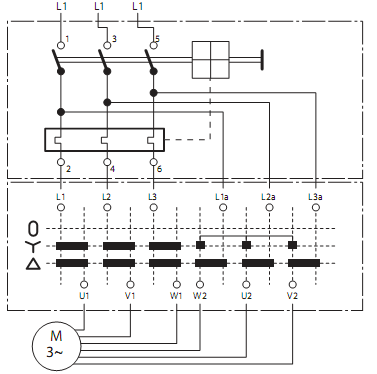 L1 L1 L1
1 3 5
2 4 6
L1 L2 L3 L1a L2a L3a
0
U1 V1 W1 W2 U2 V2
M
3~